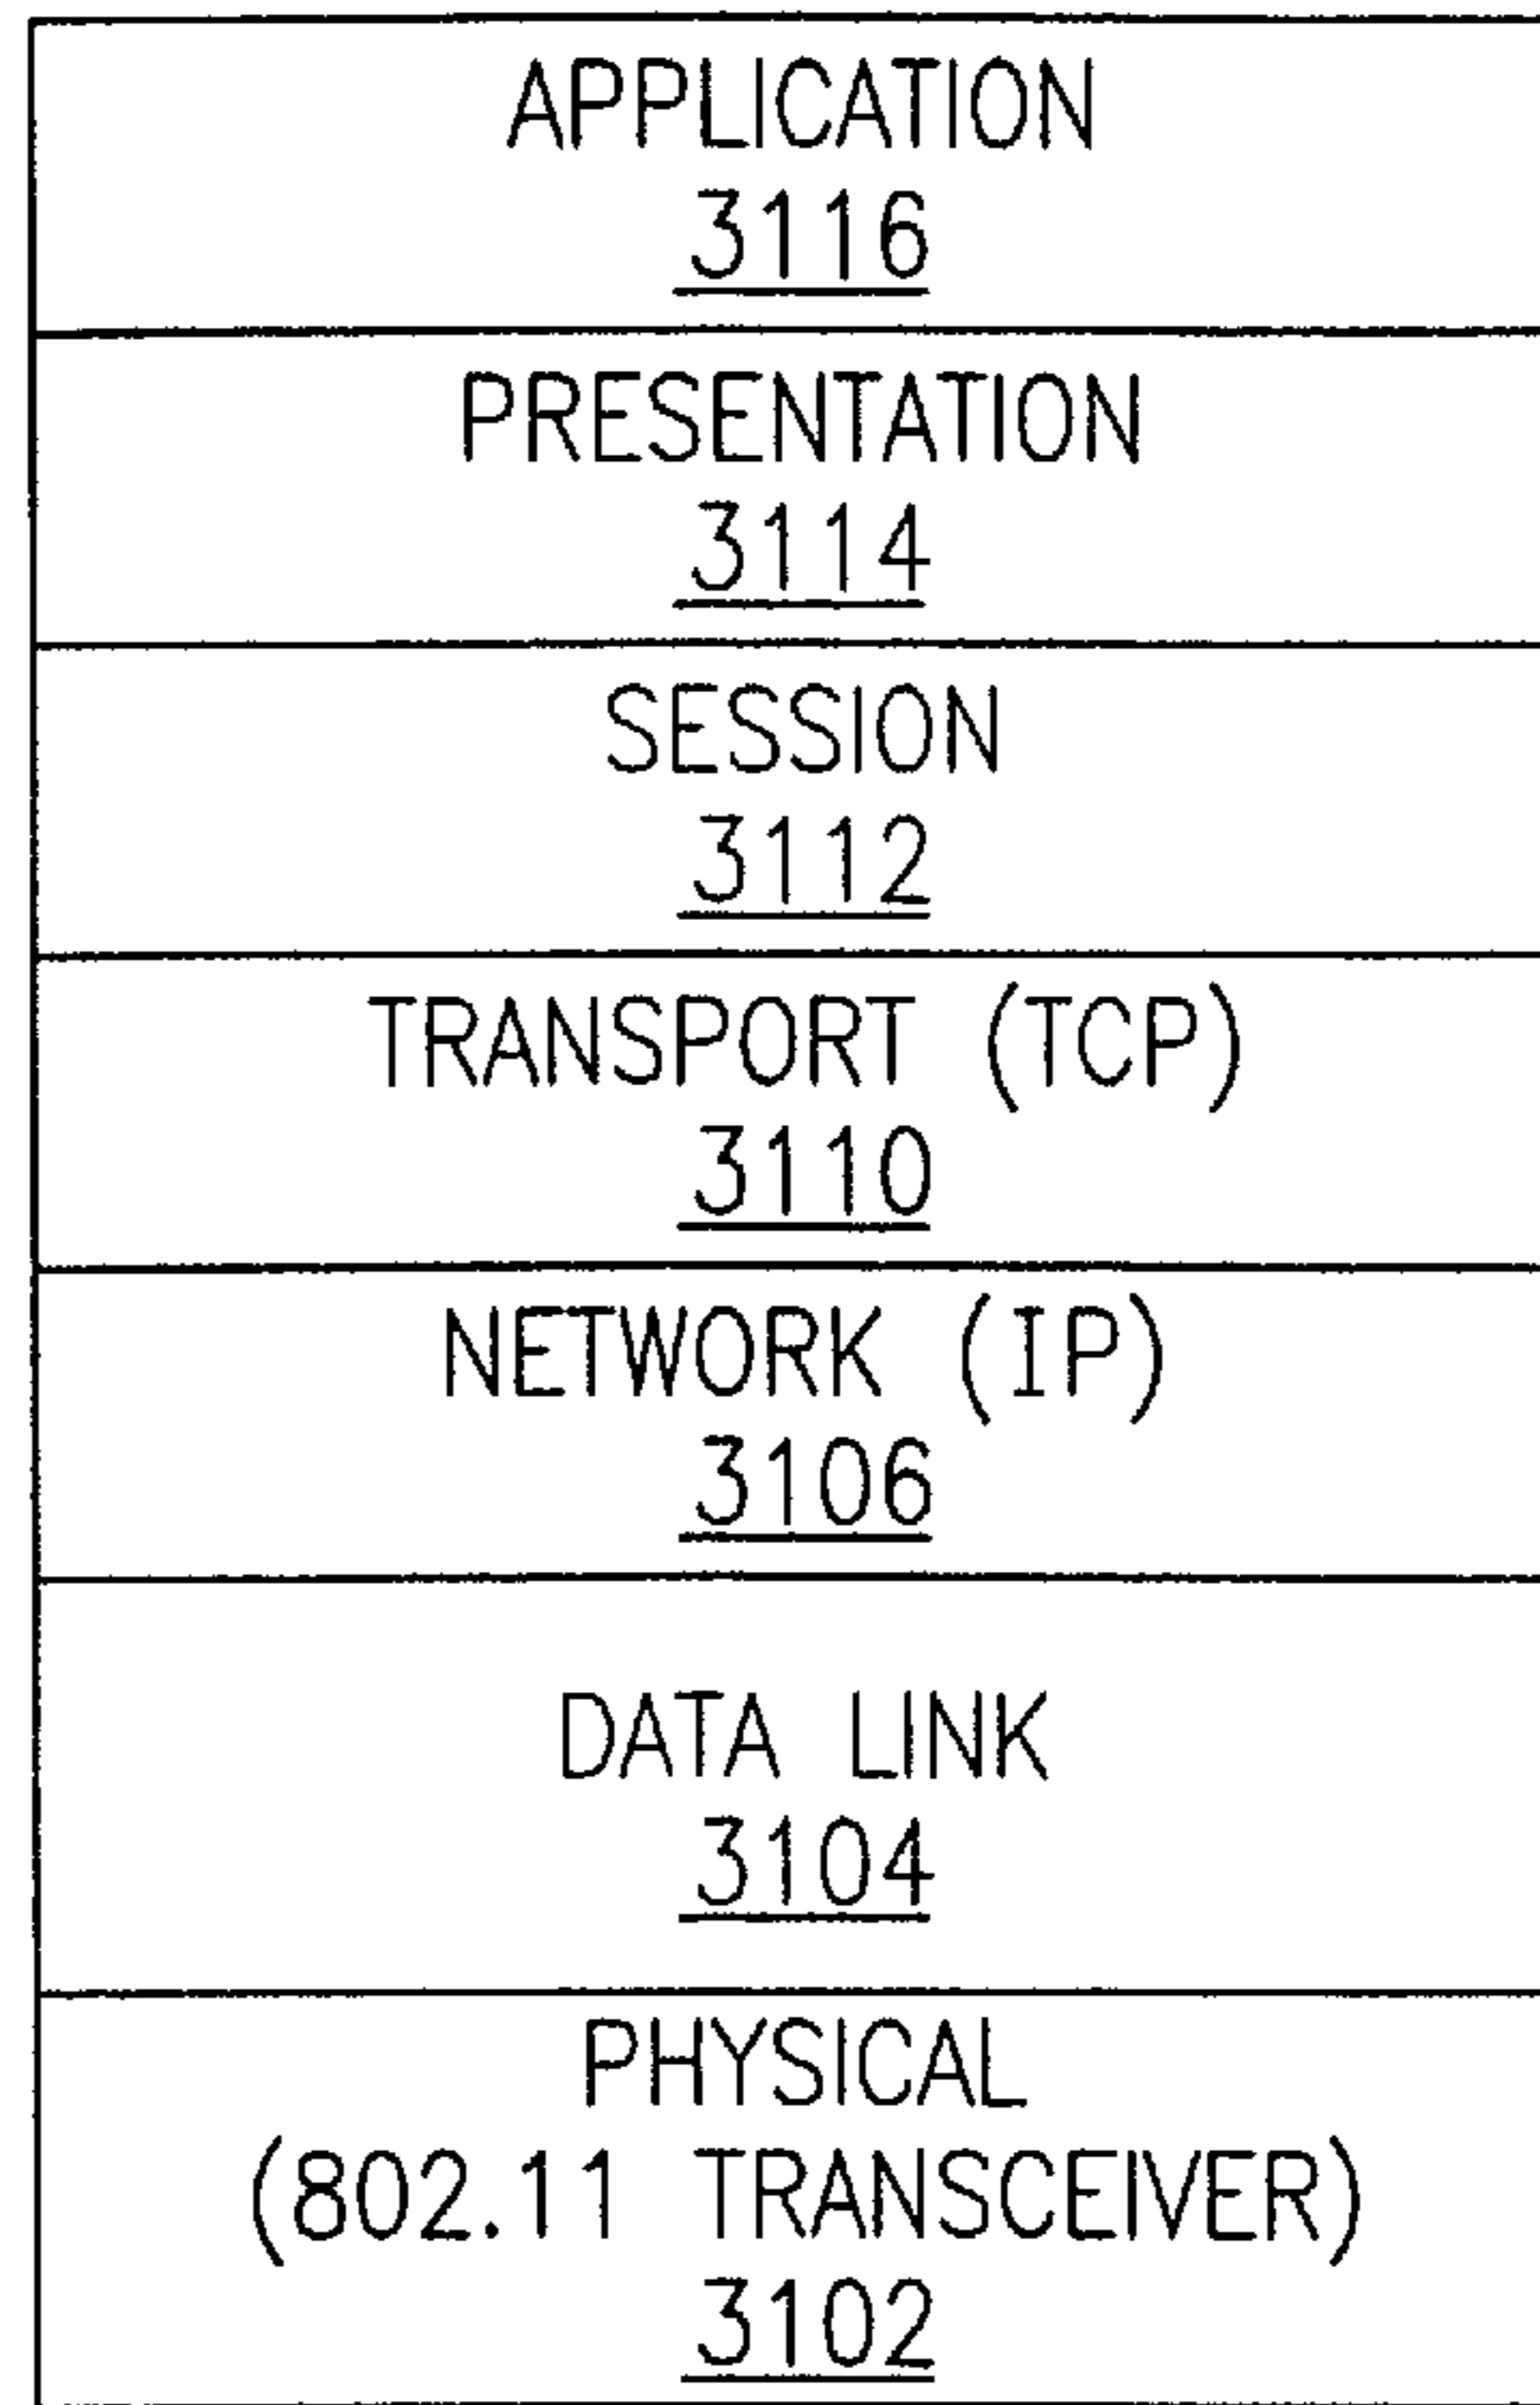 APPLICATION
3116
PRESENTATION
3114
SESSION
3112
TRANSPORT (TCP)
3110
NETWORK (IP)
3106
DATA LINK
3104
PHYSICAL
(802.11 TRANSCEIVER)
3102